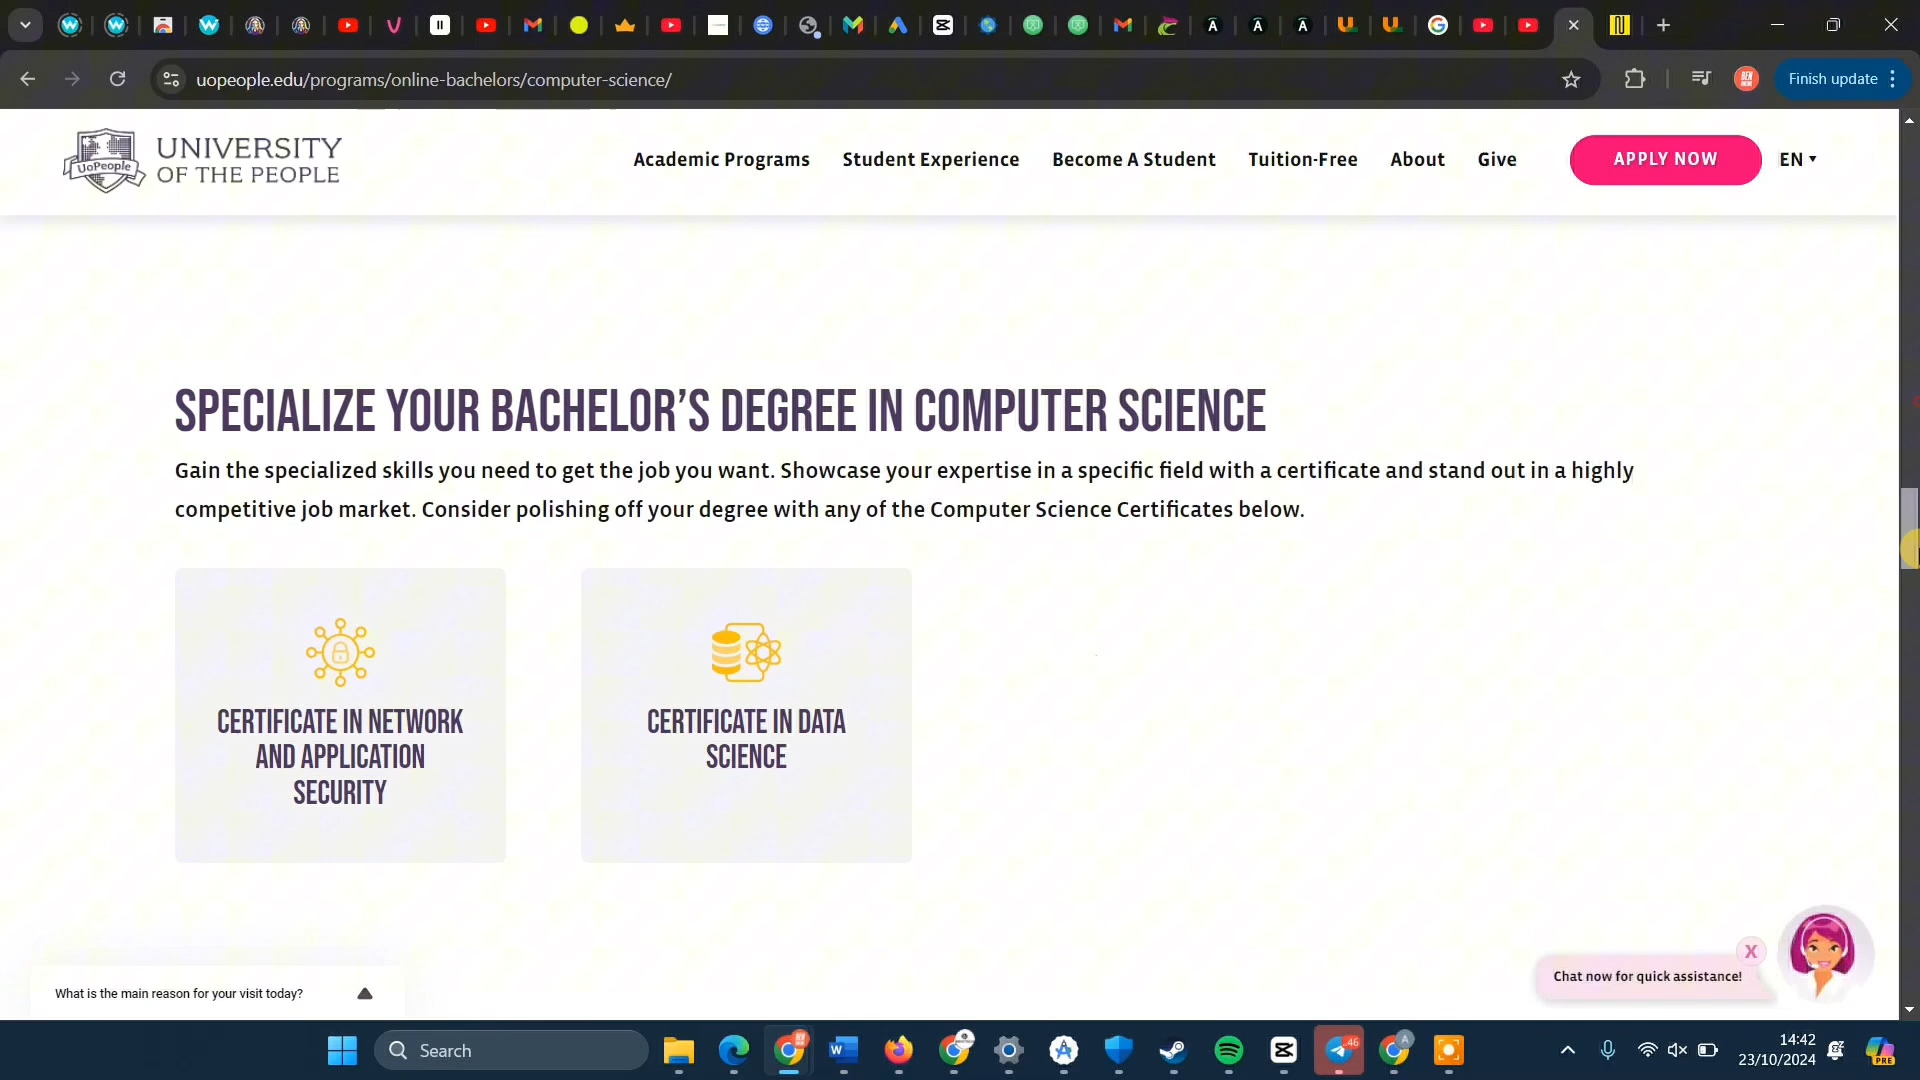 uopeople.edu/programs/online-bachelors/computer-science/
Finish update
UoPeople
UNIVERSITY
OF THE PEOPLE
Academic Programs
Student Experience
Become A Student
Tuition-Free
About
Give
APPLY NOW
EN
SPECIALIZE YOUR BACHELOR’S DEGREE IN COMPUTER SCIENCE
Gain the specialized skills you need to get the job you want. Showcase your expertise in a specific field with a certificate and stand out in a highly
competitive job market. Consider polishing off your degree with any of the Computer Science Certificates below.
CERTIFICATE IN NETWORK
AND APPLICATION
SECURITY
CERTIFICATE IN DATA
SCIENCE
X
Chat now for quick assistance!
What is the main reason for your visit today?
Search
46
14:42
23/10/2024
PRE